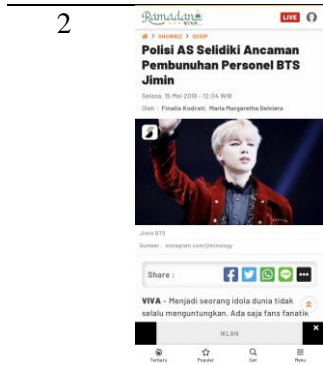 2
Ramadan
VIVA
LIVE
> SHOWBIZ > GOSIP
Polisi AS Selidiki Ancaman
Pembunuhan Personel BTS
Jimin
Selasa, 15 Mei 2018 - 12:04 WIB
Oleh : Finalia Kodrati, Maria Margaretha Delviera
Jimin BTS
Sumber : instagram.com/jiminology
Share :
VIVA – Menjadi seorang idola dunia tidak
selalu menguntungkan. Ada saja fans fanatik
IKLAN
×
Terbaru
Populer
Cari
Menu